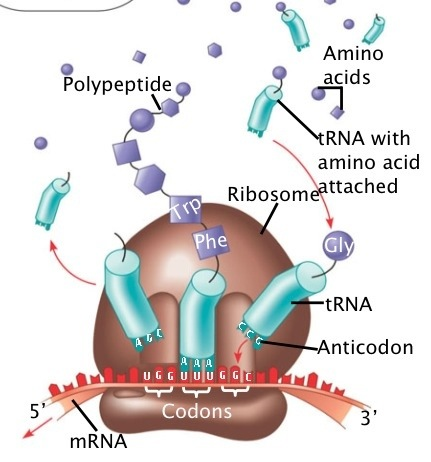 Amino
acids
Polypeptide
tRNA with
amino acid
attached
Ribosome
Trp
Phe
Gly
tRNA
A G C
C C G
Anticodon
A A A
U G G U U U G G C
Codons
5’
3’
mRNA